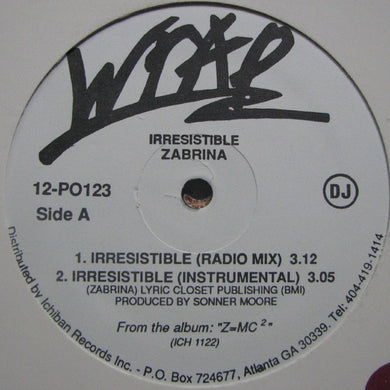 WRAP
IRRESISTIBLE
ZABRINA
12-PO123
Side A
DJ
1. IRRESISTIBLE (RADIO MIX) 3.12
2. IRRESISTIBLE (INSTRUMENTAL) 3.05
(ZABRINA) LYRIC CLOSET PUBLISHING (BMI)
PRODUCED BY SONNER MOORE
From the album: "Z=MC²"
(ICH 1122)
Distributed by Ichiban Records Inc. - P.O. Box 724677, Atlanta GA 30339. Tel: 404-419-1414